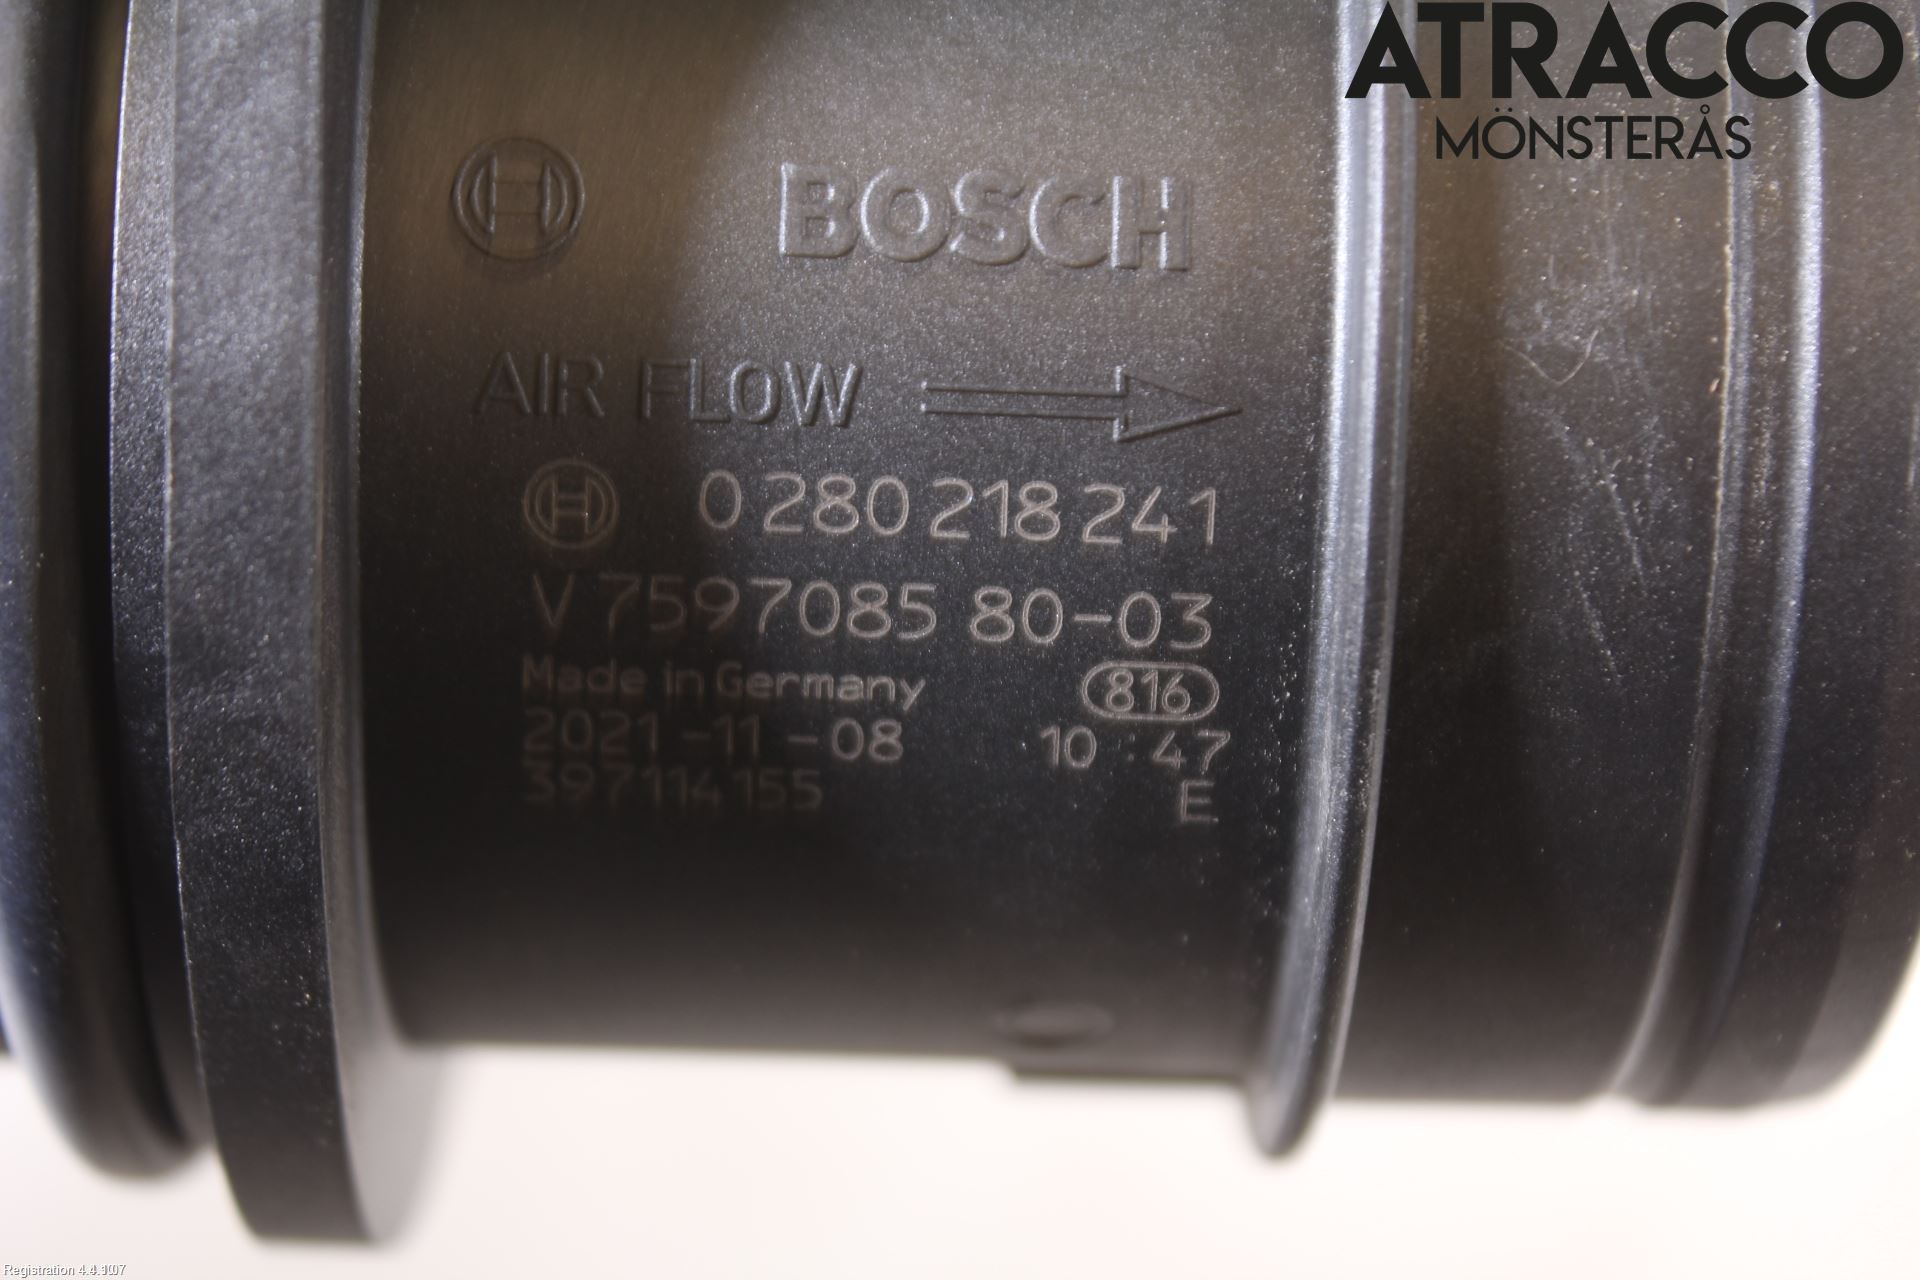 ATRACCO
MÖNSTERÅS
BOSCH
AIR FLOW
0 280 218 241
V 7597085 80-03
Made in Germany 816
2021-11-08 10:47
397114155 E